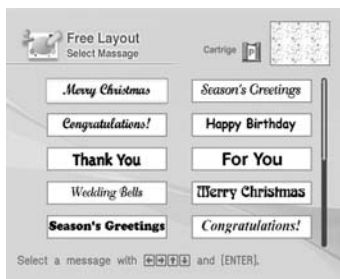 Free Layout
Select Massage
Cartrige P
Merry Christmas
Season's Greetings
Congratulations!
Happy Birthday
Thank You
For You
Wedding Bells
Merry Christmas
Season's Greetings
Congratulations!
Select a message with ←→↑↓ and [ENTER].